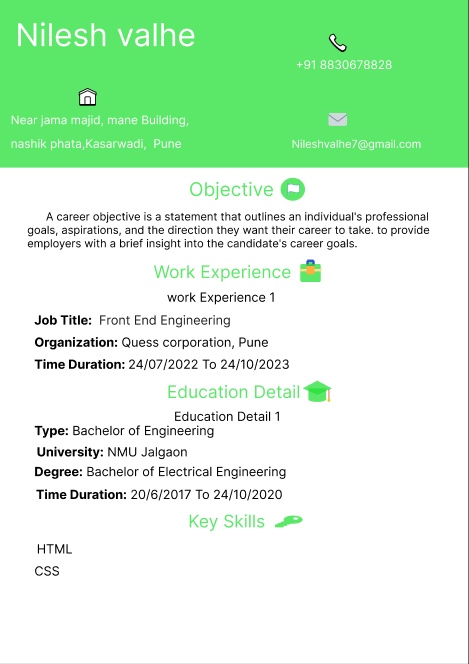 Nilesh valhe
+91 8830678828
Near jama majid, mane Building,
nashik phata,Kasarwadi, Pune
Nileshvalhe7@gmail.com
Objective
A career objective is a statement that outlines an individual's professional
goals, aspirations, and the direction they want their career to take. to provide
employers with a brief insight into the candidate's career goals.
Work Experience
work Experience 1
Job Title: Front End Engineering
Organization: Quess corporation, Pune
Time Duration: 24/07/2022 To 24/10/2023
Education Detail
Education Detail 1
Type: Bachelor of Engineering
University: NMU Jalgaon
Degree: Bachelor of Electrical Engineering
Time Duration: 20/6/2017 To 24/10/2020
Key Skills
HTML
CSS